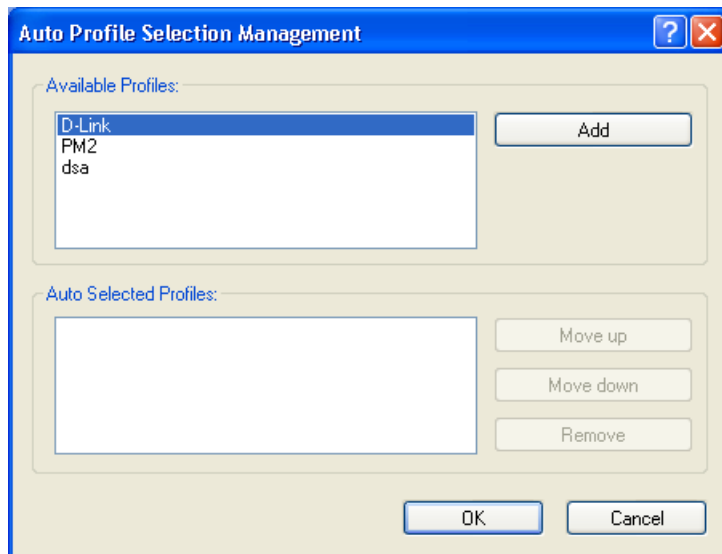 Auto Profile Selection Management
?
Available Profiles:
D-Link
PM2
dsa
Add
Auto Selected Profiles:
Move up
Move down
Remove
OK
Cancel